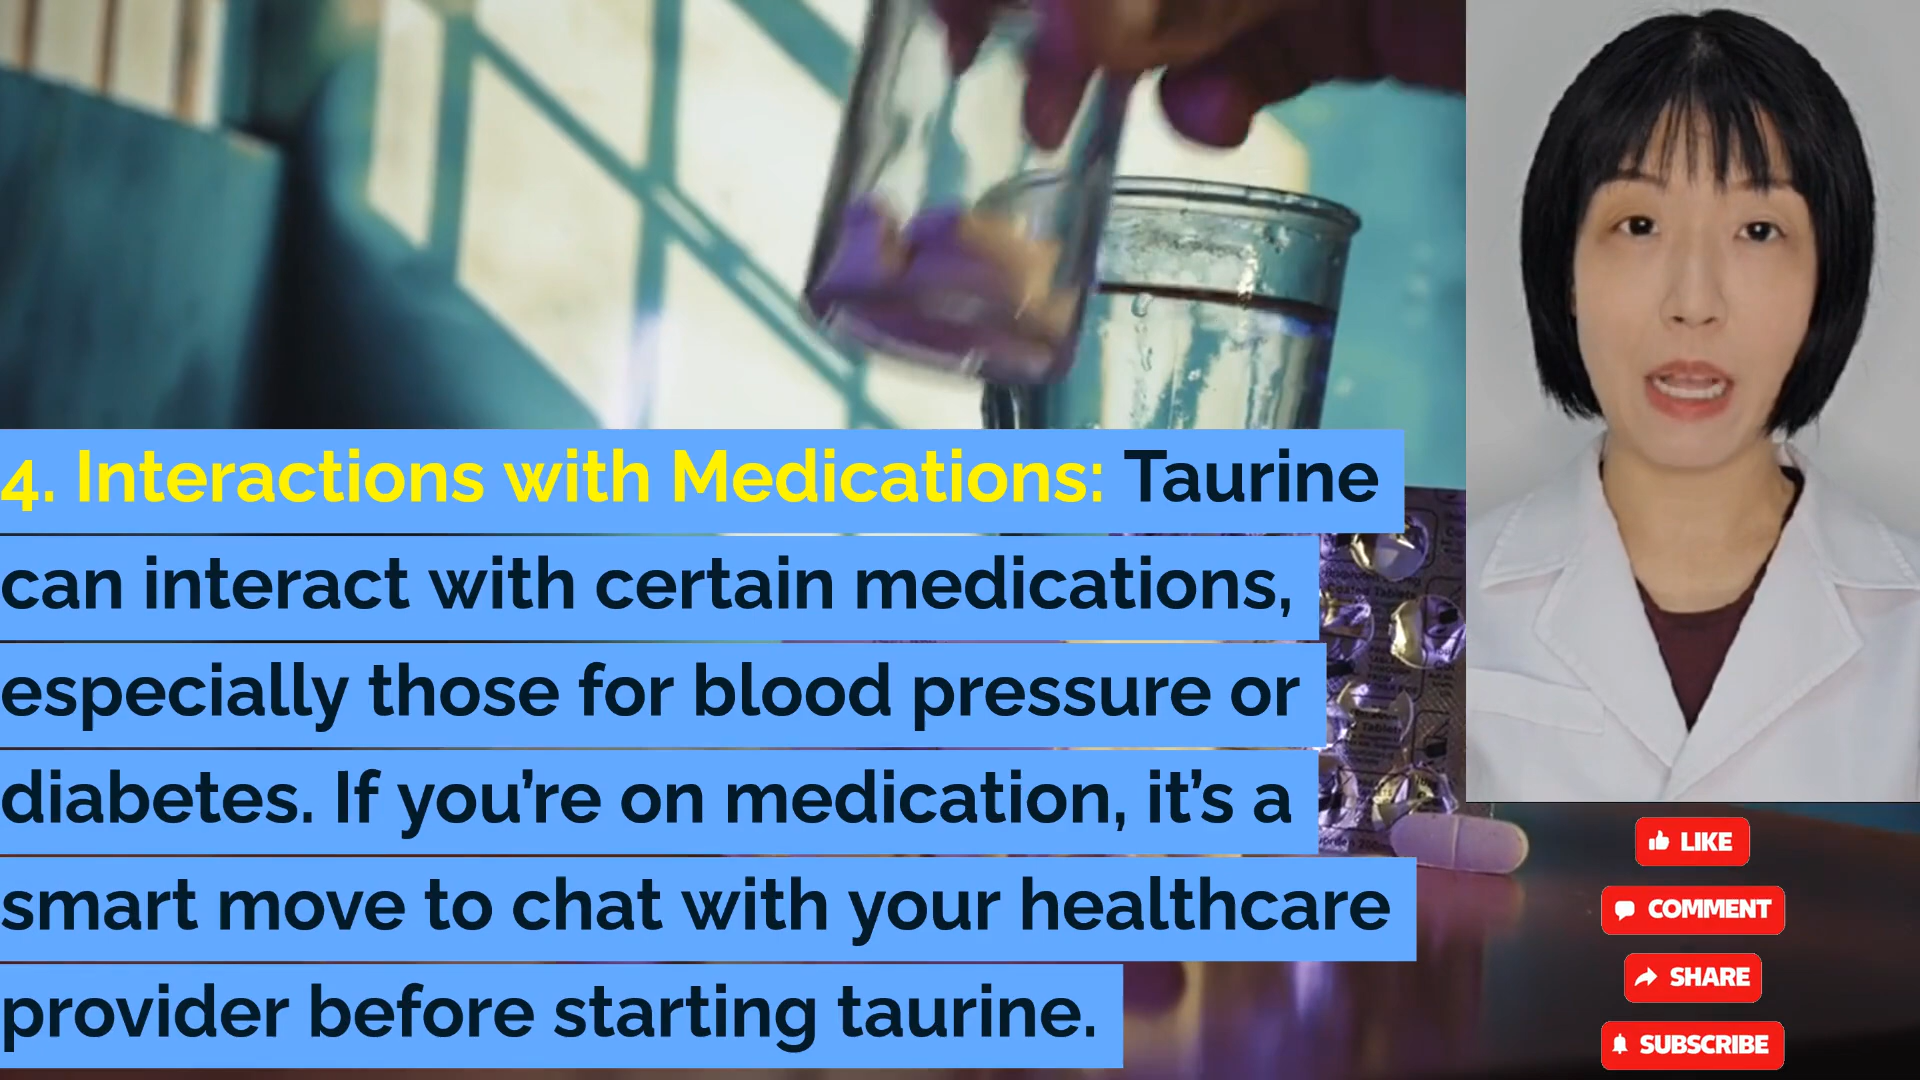 4. Interactions with Medications: Taurine
can interact with certain medications,
especially those for blood pressure or
diabetes. If you’re on medication, it’s a
smart move to chat with your healthcare
provider before starting taurine.
LIKE
COMMENT
SHARE
SUBSCRIBE